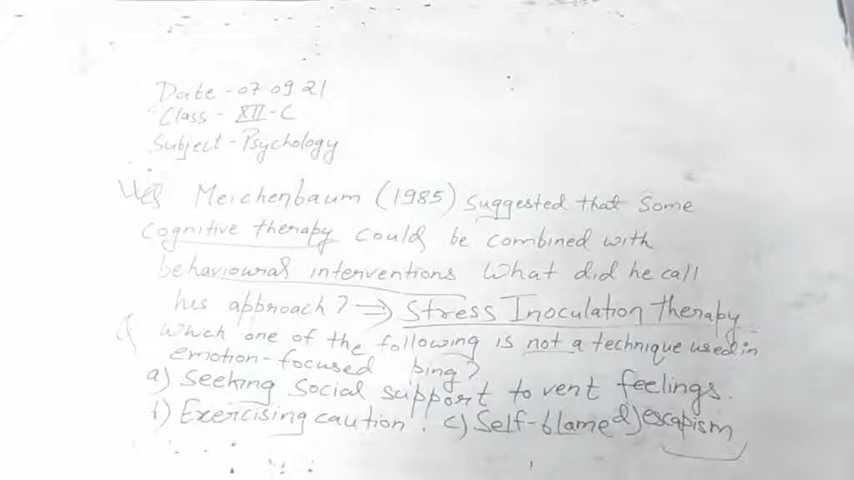 Date - 07 09 21
Class - XII - C
Subject - Psychology
Meichenbaum (1985) suggested that some
cognitive therapy could be combined with
behavioural interventions What did he call
his approach? → Stress Inoculation therapy
Q Which one of the following is not a technique used in
emotion-focused ping?
a) Seeking Social support to vent feelings.
b) Exercising caution. c) Self-blame d) escapism